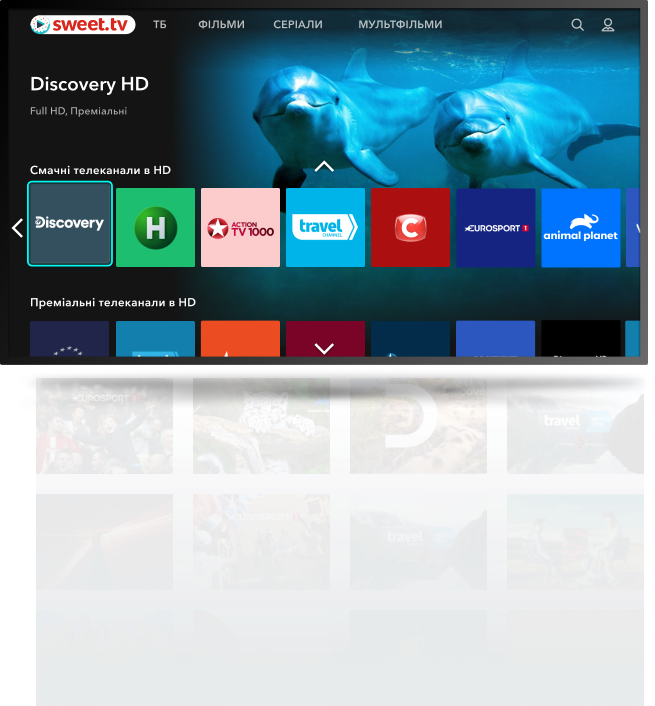 sweet.tv
ТБ ФІЛЬМИ СЕРІАЛИ МУЛЬТФІЛЬМИ
Discovery HD
Full HD, Преміальні
Смачні телеканали в HD
Discovery
H
ACTION
TV1000
travel
CHANNEL
C
EUROSPORT 1
animal planet
Преміальні телеканали в HD
EUROSPORT
travel
EUROSPORT
travel